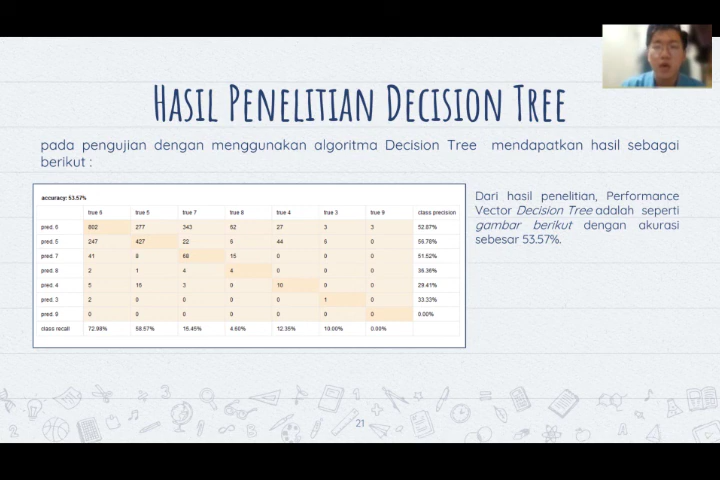 HASIL PENELITIAN DECISION TREE
pada pengujian dengan menggunakan algoritma Decision Tree mendapatkan hasil sebagai
berikut :
accuracy: 53.57%
true 6 true 5 true 7 true 8 true 4 true 3 true 9 class precision
pred. 6 802 277 343 52 27 3 3 52.87%
pred. 5 247 427 22 6 44 6 0 56.78%
pred. 7 41 8 68 15 0 0 0 51.52%
pred. 8 2 1 4 4 0 0 0 36.36%
pred. 4 5 15 3 0 10 0 0 29.41%
pred. 3 2 0 0 0 0 1 0 33.33%
pred. 9 0 0 0 0 0 0 0 0.00%
class recall 72.98% 58.57% 15.45% 4.60% 12.35% 10.00% 0.00%
Dari hasil penelitian, Performance
Vector Decision Tree adalah seperti
gambar berikut dengan akurasi
sebesar 53.57%.
21